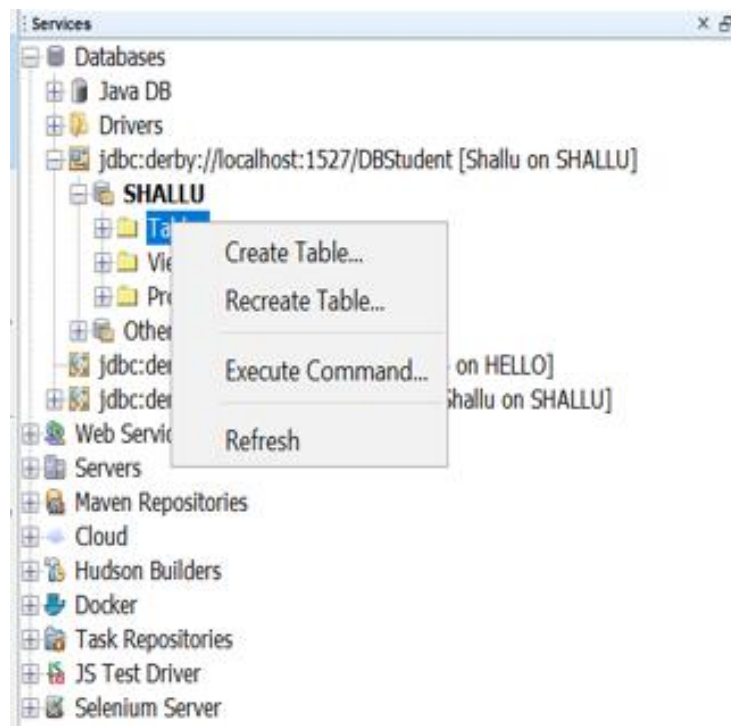 Services
Databases
Java DB
Drivers
jdbc:derby://localhost:1527/DBStudent [Shallu on SHALLU]
SHALLU
Create Table...
Recreate Table...
Other
Execute Command...
on HELLO]
Shallu on SHALLU]
Refresh
Servers
Maven Repositories
Cloud
Hudson Builders
Docker
Task Repositories
JS Test Driver
Selenium Server